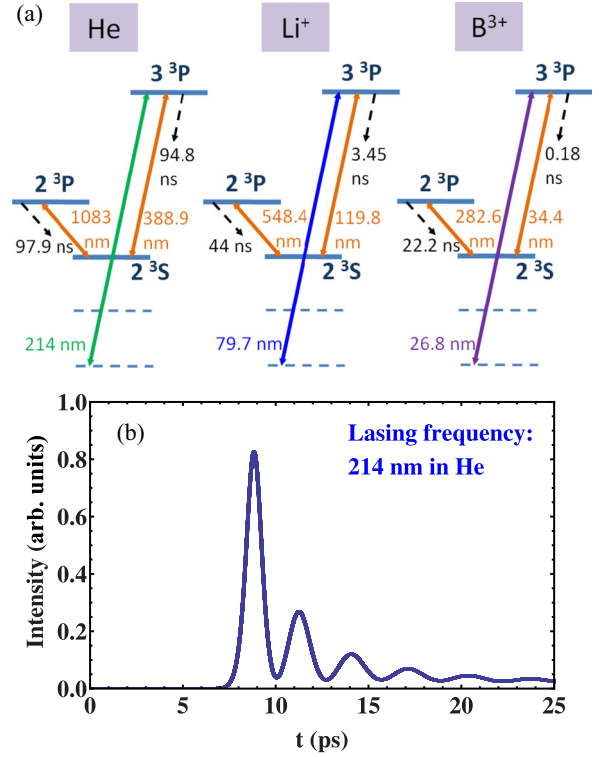 (a)
He
Li⁺
B³⁺
3 ³P
3 ³P
3 ³P
94.8
ns
3.45
ns
0.18
ns
2 ³P
2 ³P
2 ³P
1083
nm
388.9
nm
548.4
nm
119.8
nm
282.6
nm
34.4
nm
97.9 ns
44 ns
22.2 ns
2 ³S
2 ³S
2 ³S
214 nm
79.7 nm
26.8 nm
(b)
Lasing frequency:
214 nm in He
Intensity (arb. units)
1.0
0.8
0.6
0.4
0.2
0.0
0
5
10
15
20
25
t (ps)